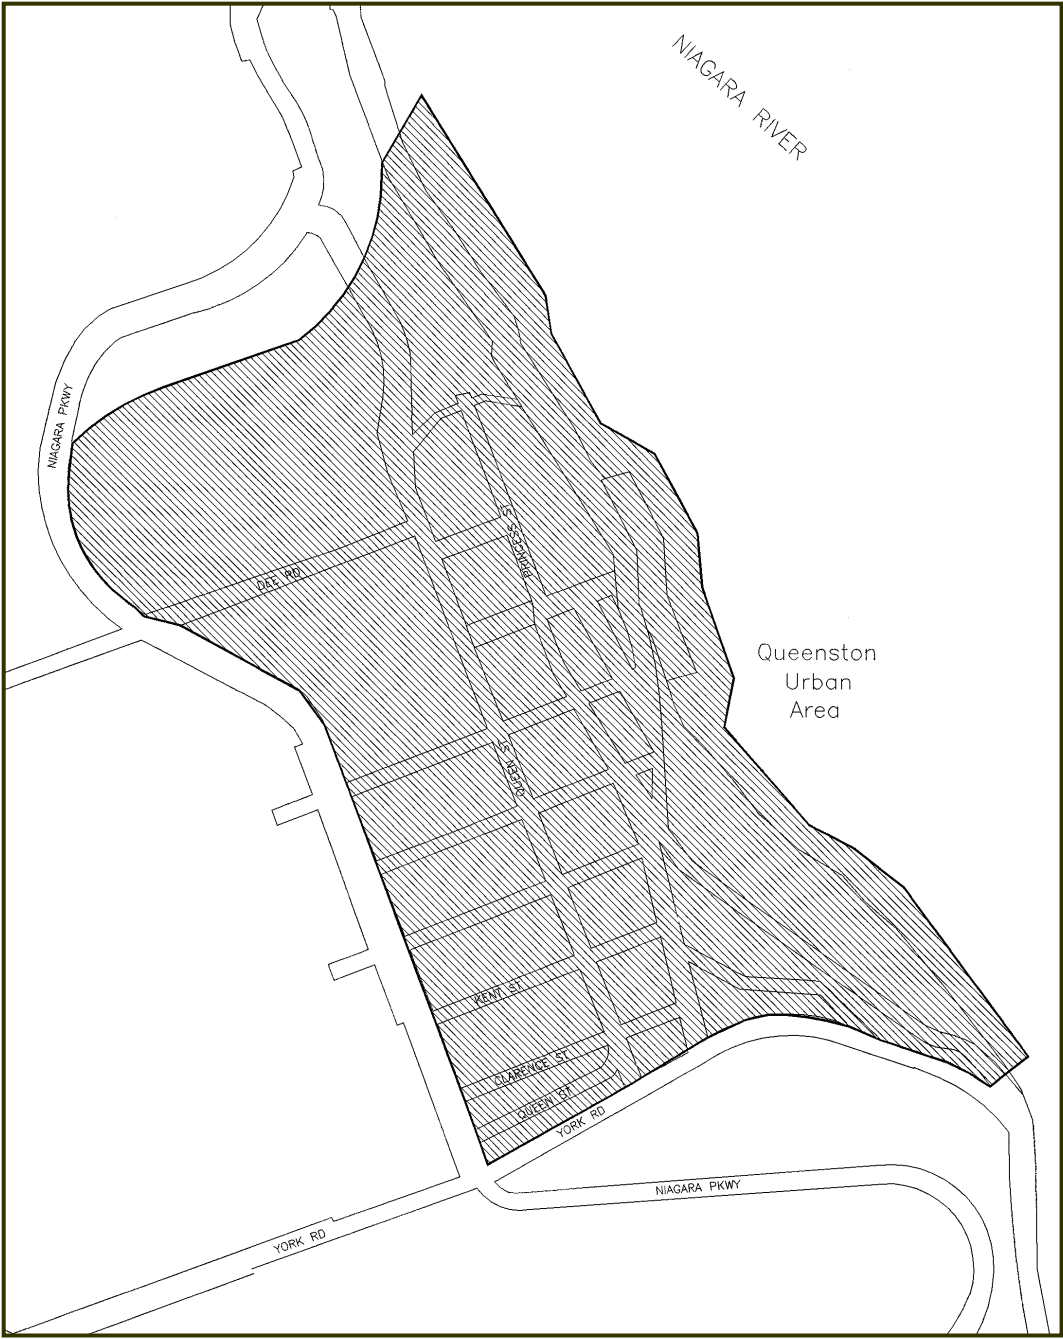 NIAGARA RIVER
NIAGARA PKWY
PRINCESS ST
DEE RD
Queenston
Urban
Area
QUEEN ST
KENT ST
CLARENCE ST
QUEEN ST
YORK RD
NIAGARA PKWY
YORK RD